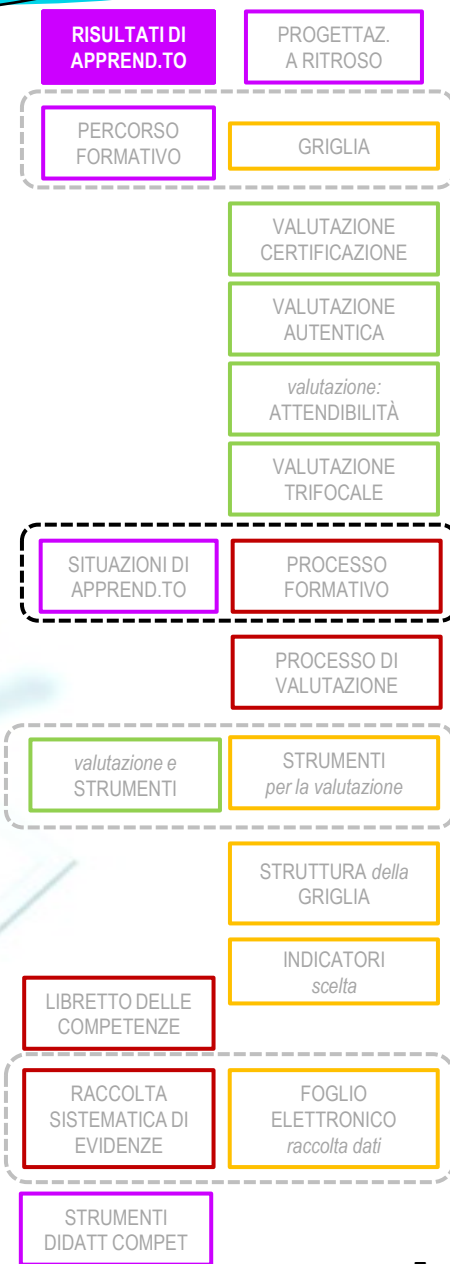 RISULTATI DI
APPREND.TO
PROGETTAZ.
A RITROSO
PERCORSO
FORMATIVO
GRIGLIA
VALUTAZIONE
CERTIFICAZIONE
VALUTAZIONE
AUTENTICA
valutazione:
ATTENDIBILITÀ
VALUTAZIONE
TRIFOCALE
SITUAZIONI DI
APPREND.TO
PROCESSO
FORMATIVO
PROCESSO DI
VALUTAZIONE
valutazione e
STRUMENTI
STRUMENTI
per la valutazione
STRUTTURA della
GRIGLIA
INDICATORI
scelta
LIBRETTO DELLE
COMPETENZE
RACCOLTA
SISTEMATICA DI
EVIDENZE
FOGLIO
ELETTRONICO
raccolta dati
STRUMENTI
DIDATT COMPET